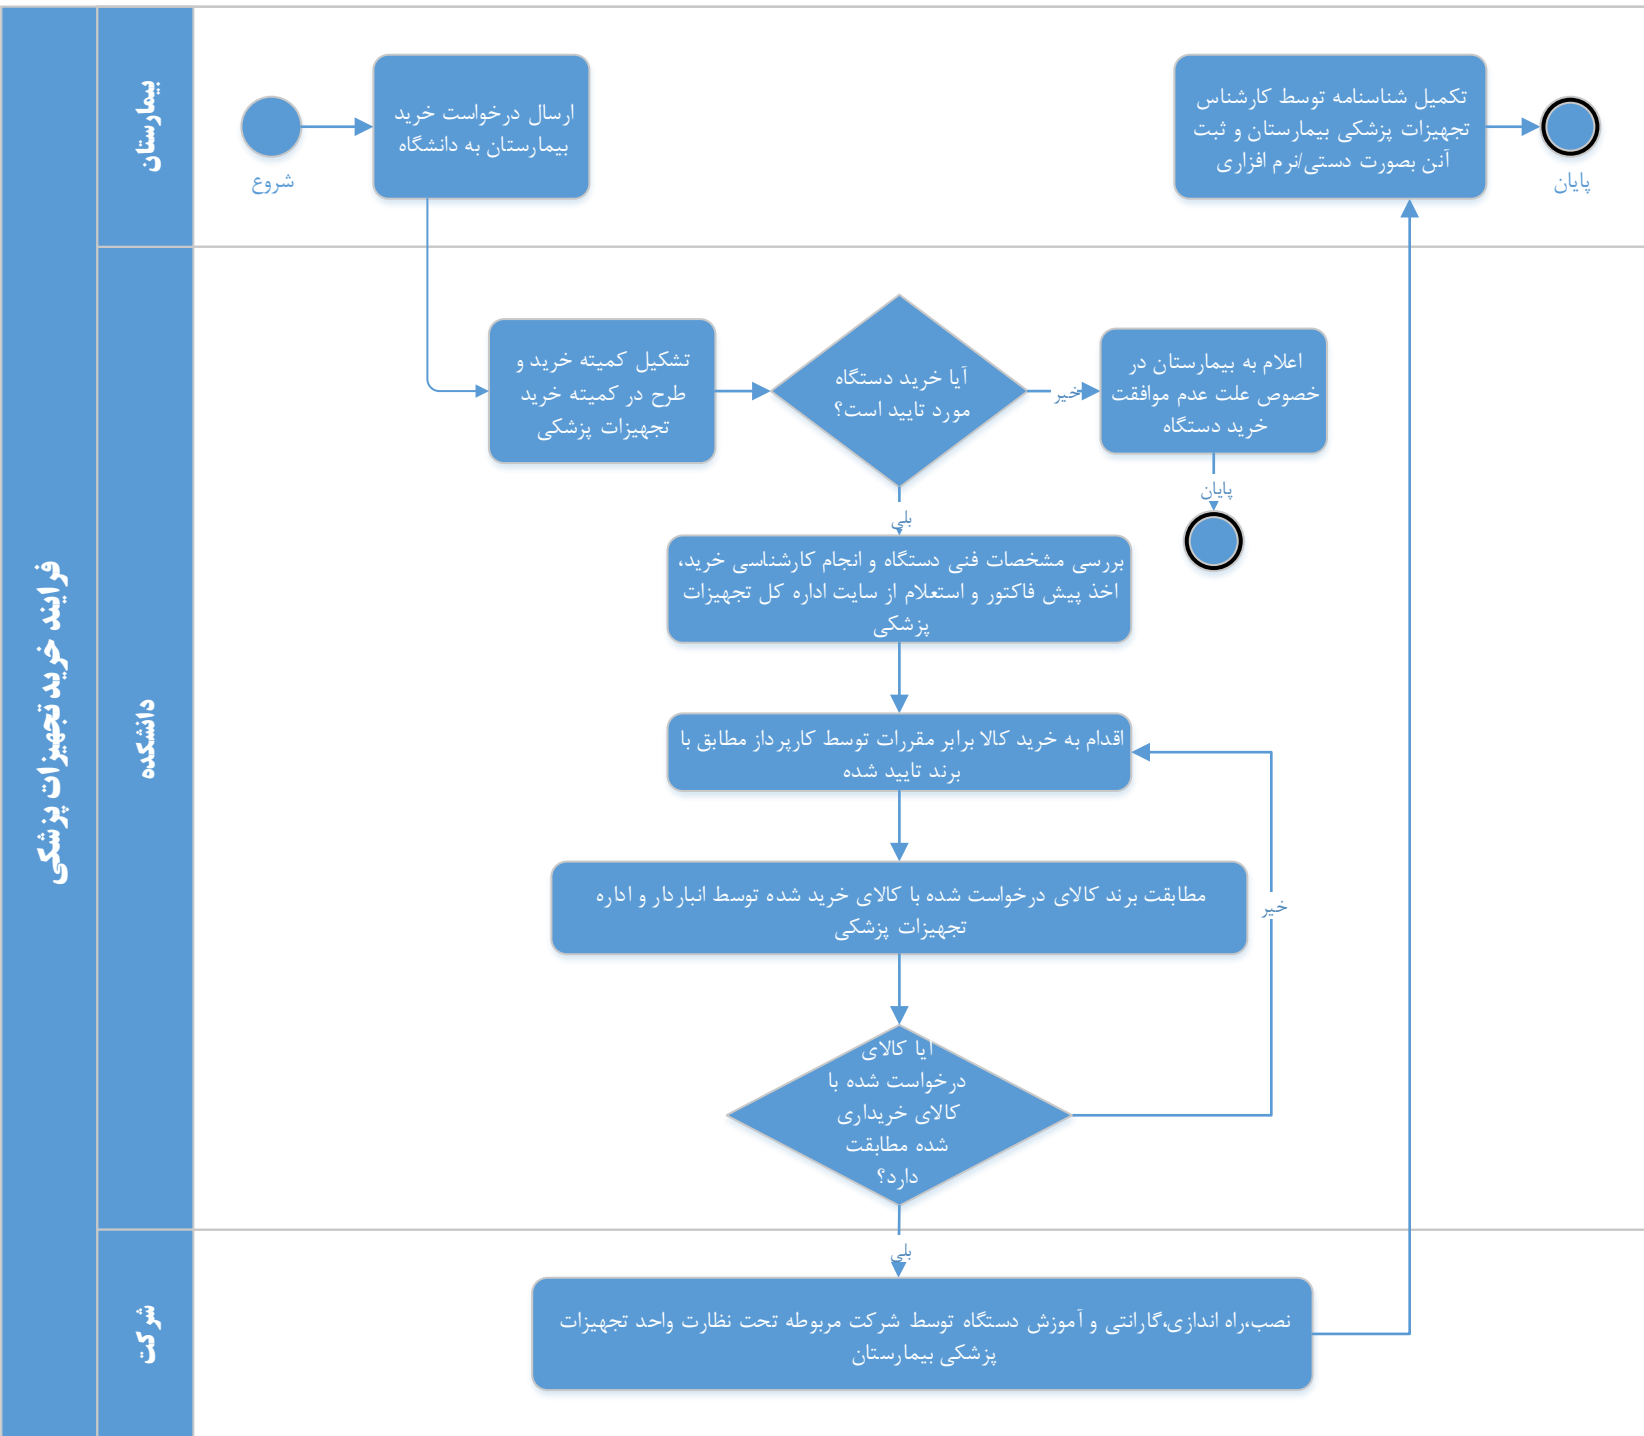 فرایند خرید تجهیزات پزشکی
بیمارستان
شروع
ارسال درخواست خرید
بیمارستان به دانشگاه
تکمیل شناسنامه توسط کارشناس
تجهیزات پزشکی بیمارستان و ثبت
آنن بصورت دستی/نرم افزاری
پایان
دانشکده
تشکیل کمیته خرید و
طرح در کمیته خرید
تجهیزات پزشکی
آیا خرید دستگاه
مورد تایید است؟
خیر
اعلام به بیمارستان در
خصوص علت عدم موافقت
خرید دستگاه
پایان
بلی
بررسی مشخصات فنی دستگاه و انجام کارشناسی خرید،
اخذ پیش فاکتور و استعلام از سایت اداره کل تجهیزات
پزشکی
اقدام به خرید کالا برابر مقررات توسط کارپرداز مطابق با
برند تایید شده
مطابقت برند کالای درخواست شده با کالای خرید شده توسط انباردار و اداره
تجهیزات پزشکی
خیر
آیا کالای
درخواست شده با
کالای خریداری
شده مطابقت
دارد؟
بلی
شرکت
نصب،راه اندازی،گارانتی و آموزش دستگاه توسط شرکت مربوطه تحت نظارت واحد تجهیزات
پزشکی بیمارستان